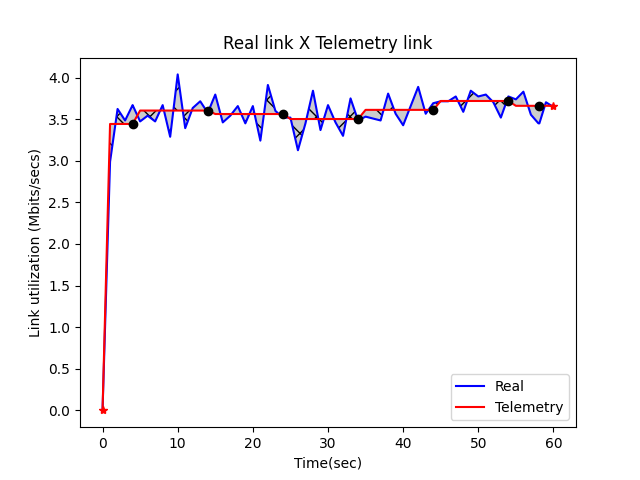 Real link X Telemetry link
Link utilization (Mbits/secs)
4.0
3.5
3.0
2.5
2.0
1.5
1.0
0.5
0.0
0 10 20 30 40 50 60
Time(sec)
Real
Telemetry